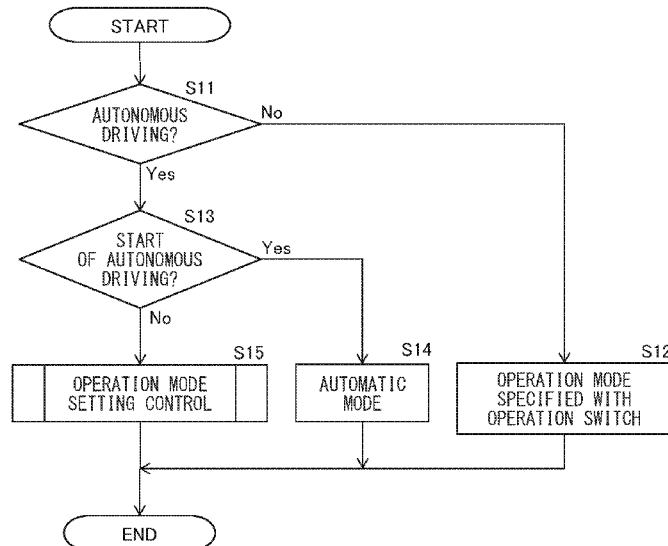 START
S11
AUTONOMOUS
DRIVING?
No
Yes
S13
START
OF AUTONOMOUS
DRIVING?
Yes
No
S15
OPERATION MODE
SETTING CONTROL
S14
AUTOMATIC
MODE
S12
OPERATION MODE
SPECIFIED WITH
OPERATION SWITCH
END